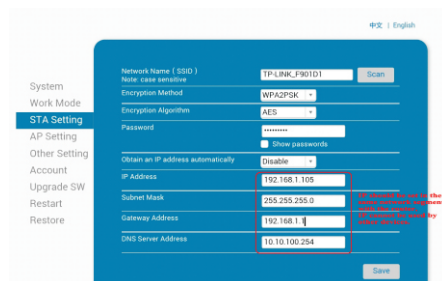 中文 | English
System
Work Mode
STA Setting
AP Setting
Other Setting
Account
Upgrade SW
Restart
Restore
Network Name ( SSID )
Note: case sensitive
TP-LINK_F901D1
Scan
Encryption Method
WPA2PSK
Encryption Algorithm
AES
Password
•••••••••
Show passwords
Obtain an IP address automatically
Disable
IP Address
192.168.1.105
Subnet Mask
255.255.255.0
Gateway Address
192.168.1.1
DNS Server Address
10.10.100.254
Save